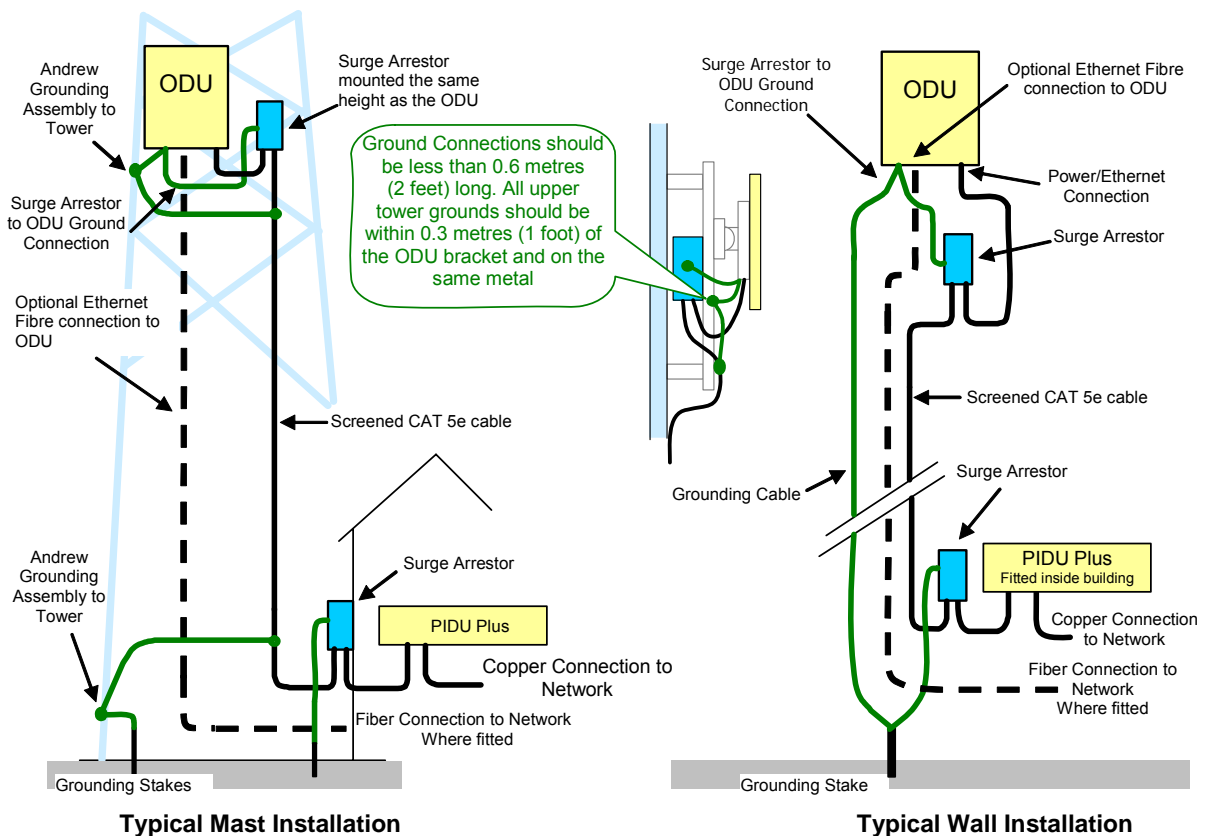 Andrew
Grounding
Assembly to
Tower
ODU
Surge Arrestor
mounted the same
height as the ODU
Surge Arrestor
to ODU Ground
Connection
Optional Ethernet
Fibre connection to
ODU
Screened CAT 5e cable
Andrew
Grounding
Assembly to
Tower
Surge Arrestor
PIDU Plus
Copper Connection to
Network
Fiber Connection to Network
Where fitted
Grounding Stakes
Typical Mast Installation
Ground Connections should
be less than 0.6 metres
(2 feet) long. All upper
tower grounds should be
within 0.3 metres (1 foot) of
the ODU bracket and on the
same metal
Surge Arrestor to
ODU Ground
Connection
ODU
Optional Ethernet Fibre
connection to ODU
Power/Ethernet
Connection
Surge Arrestor
Screened CAT 5e cable
Grounding Cable
Surge Arrestor
PIDU Plus
Fitted inside building
Copper Connection
to Network
Fiber Connection to
Network
Where fitted
Grounding Stake
Typical Wall Installation